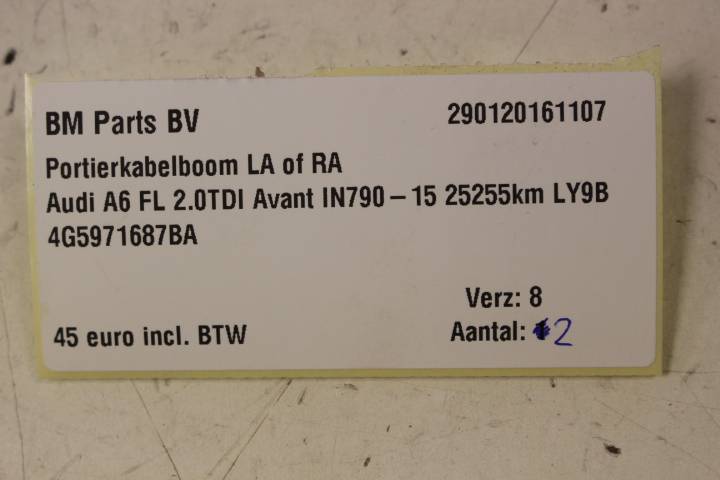 BM Parts BV 290120161107
Portierkabelboom LA of RA
Audi A6 FL 2.0TDI Avant IN790 – 15 25255km LY9B
4G5971687BA
Verz: 8
45 euro incl. BTW Aantal: 2